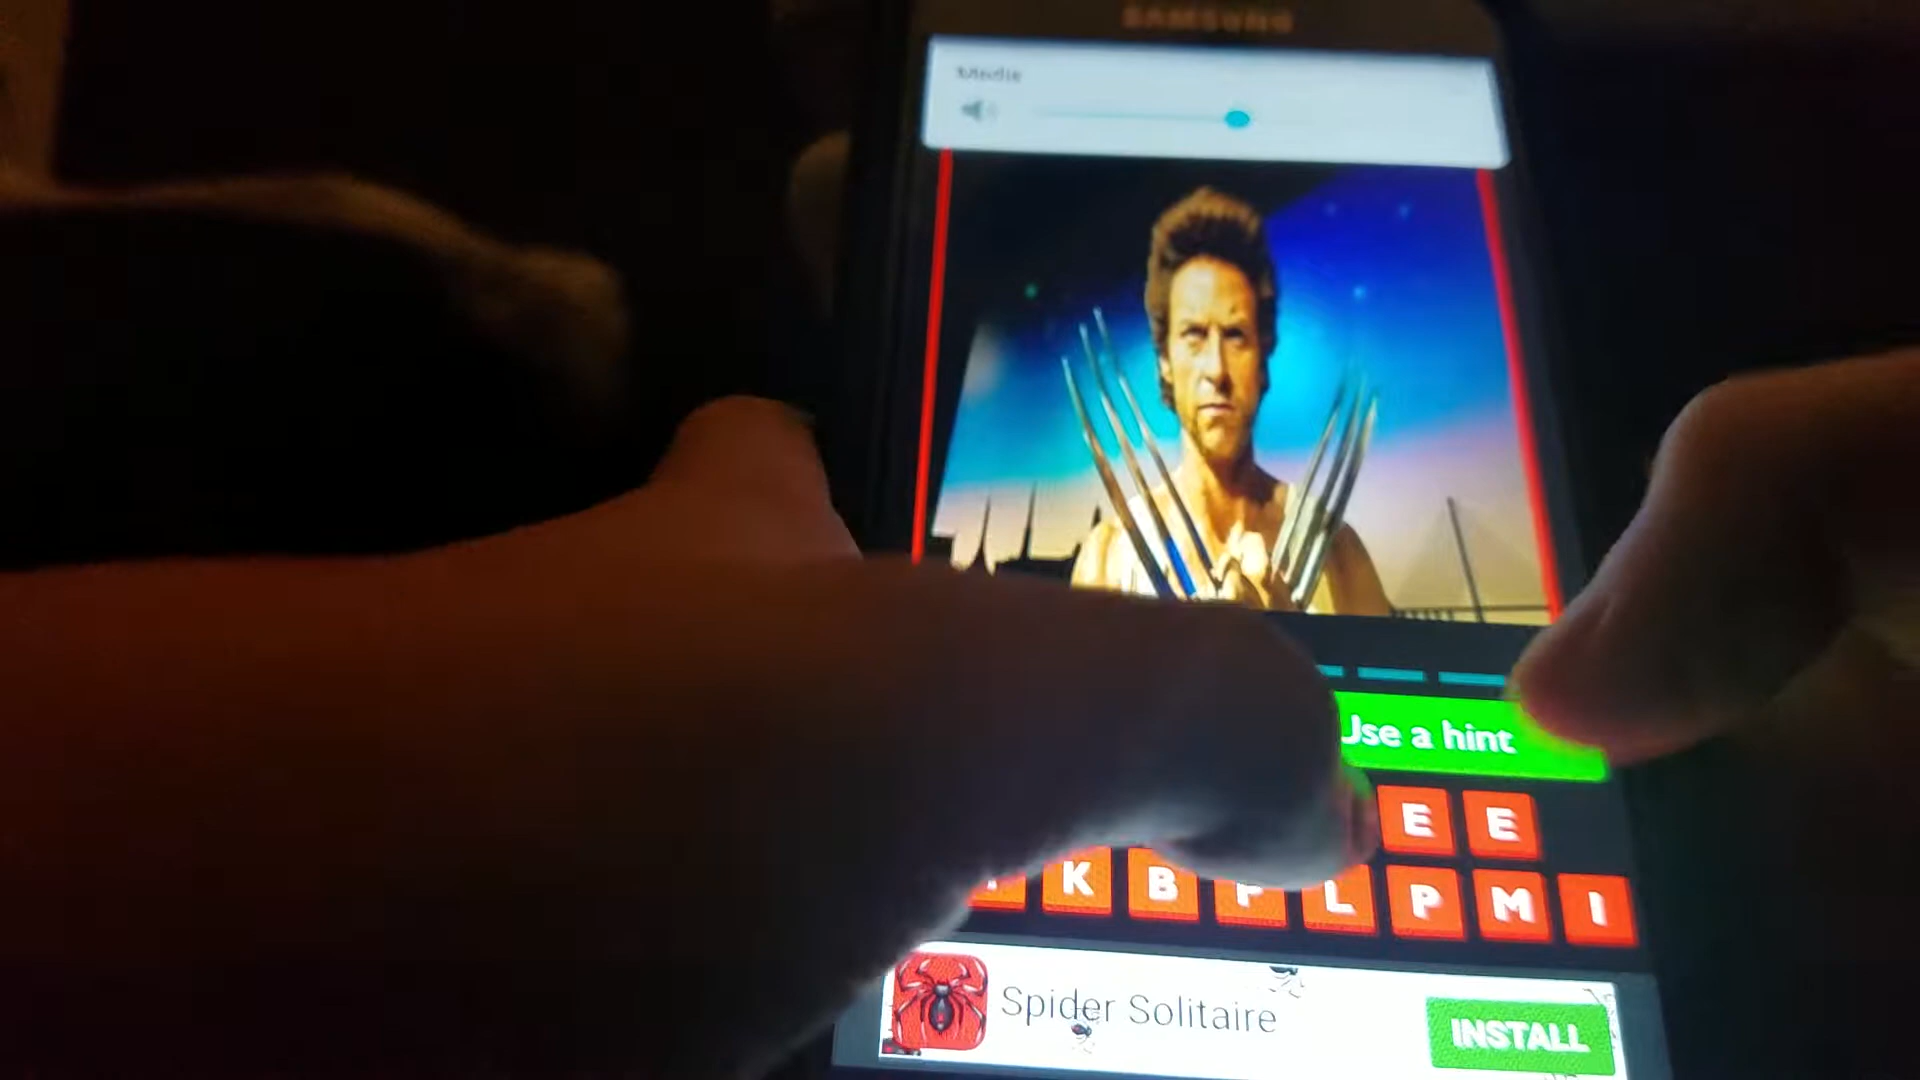 SAMSUNG
Media
Use a hint
E E
K B P L P M I
Spider Solitaire
INSTALL